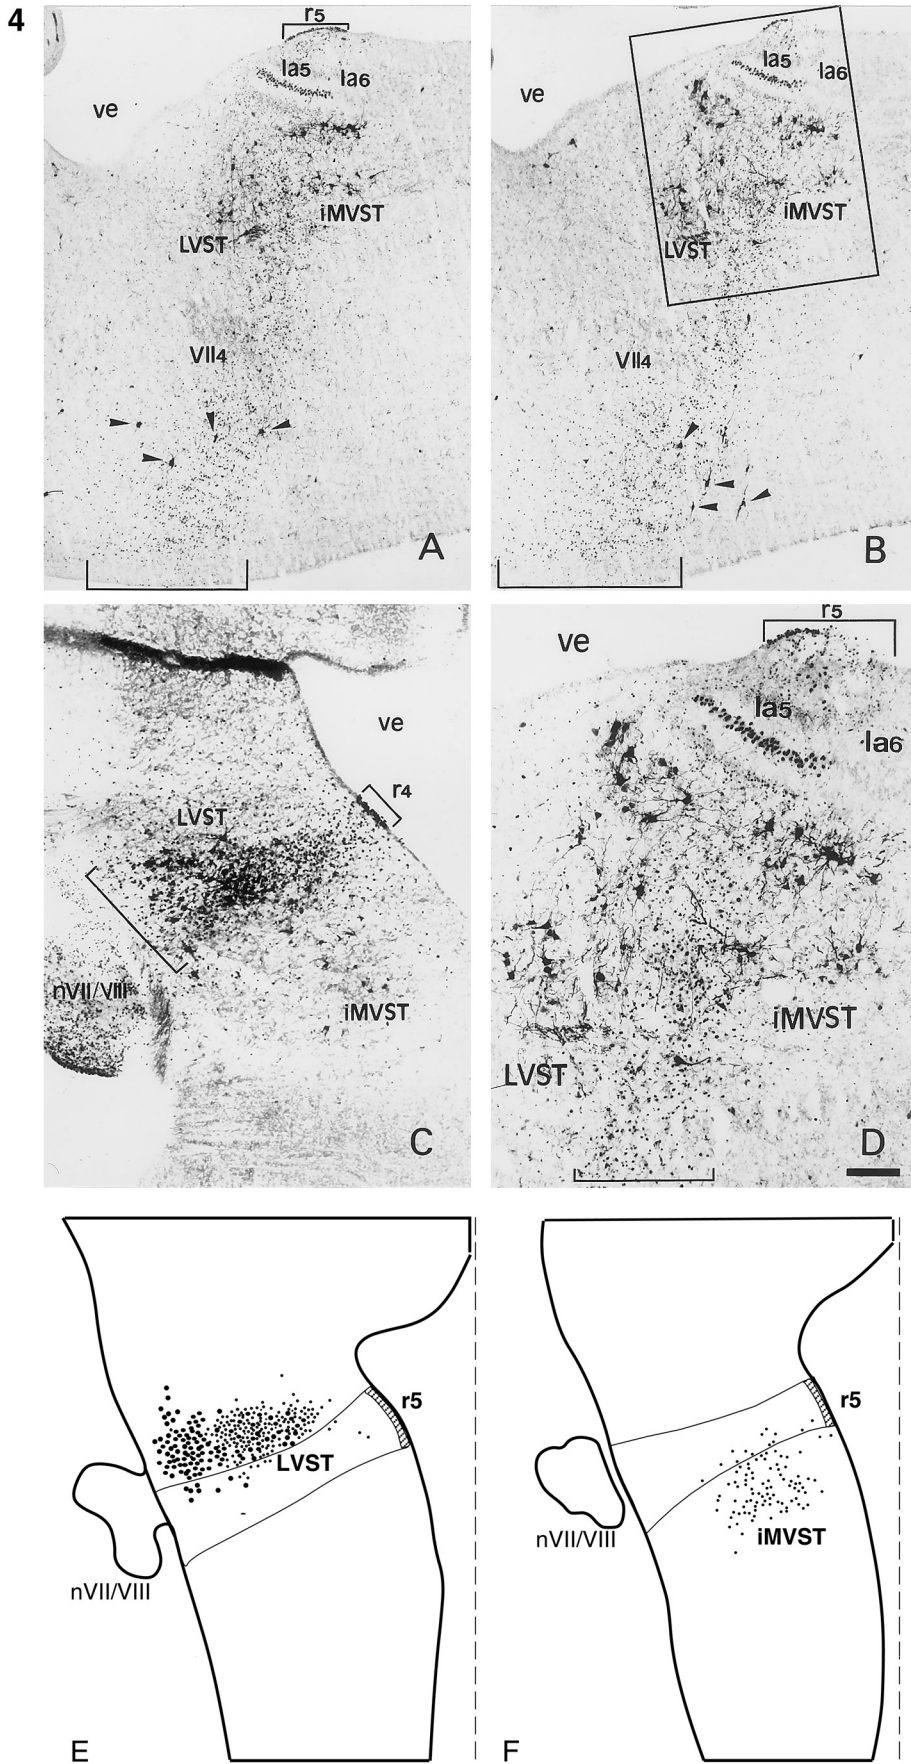 4
r5
la5
la6
ve
iMVST
LVST
VII4
A
la5
la6
ve
iMVST
LVST
VII4
B
ve
r4
LVST
nVII/VIII
iMVST
C
r5
ve
la5
la6
iMVST
LVST
D
r5
LVST
nVII/VIII
E
r5
nVII/VIII
iMVST
F